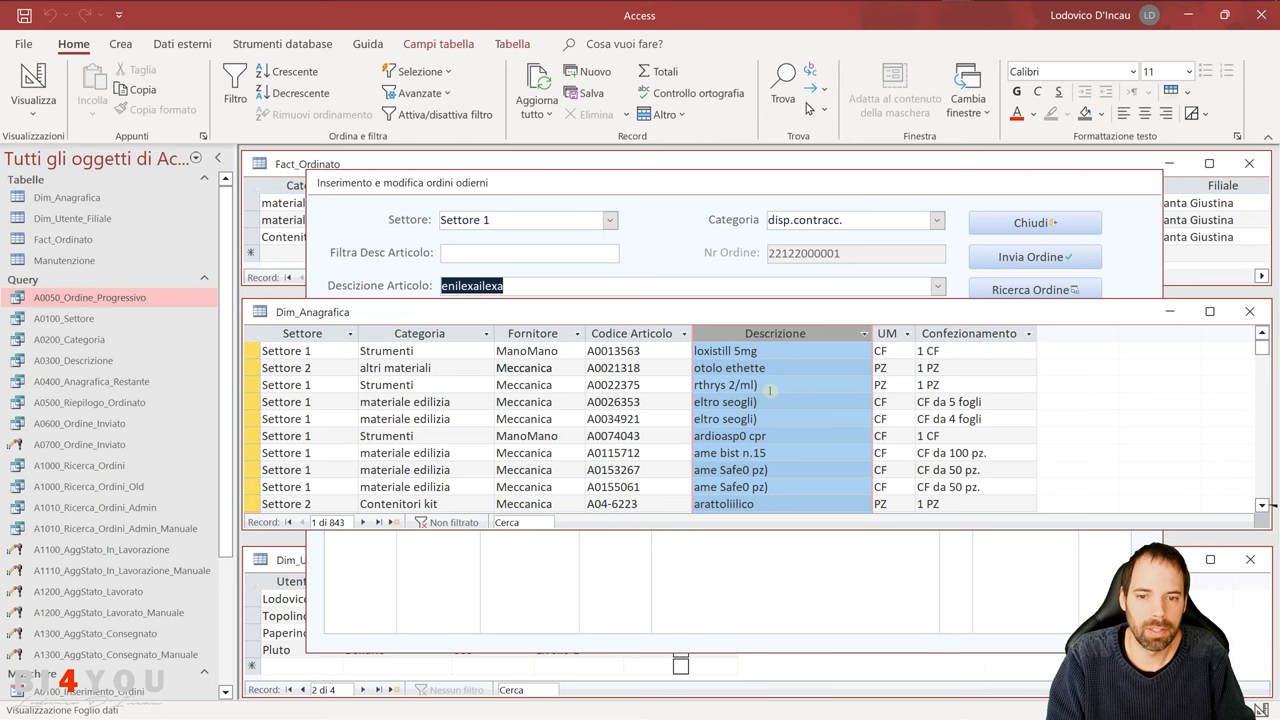 Access
Lodovico D'Incau
LD
File
Home
Crea
Dati esterni
Strumenti database
Guida
Campi tabella
Tabella
Cosa vuoi fare?
Visualizza
Visualizzazioni
Incolla
Taglia
Copia
Copia formato
Appunti
Filtro
Crescente
Decrescente
Rimuovi ordinamento
Selezione
Avanzate
Attiva/disattiva filtro
Ordina e filtra
Aggiorna tutto
Nuovo
Salva
Elimina
Totali
Controllo ortografia
Altro
Record
Trova
Trova
Adatta al contenuto della maschera
Cambia finestre
Finestra
Calibri
11
G C S
Formattazione testo
Tutti gli oggetti di Ac...
Tabelle
Dim_Anagrafica
Dim_Utente_Filiale
Fact_Ordinato
Manutenzione
Query
A0050_Ordine_Progressivo
A0100_Settore
A0200_Categoria
A0300_Descrizione
A0400_Anagrafica_Restante
A0500_Riepilogo_Ordinato
A0600_Ordine_Inviato
A0700_Ordine_Inviato
A1000_Ricerca_Ordini
A1000_Ricerca_Ordini_Old
A1010_Ricerca_Ordini_Admin
A1010_Ricerca_Ordini_Admin_Manuale
A1100_AggStato_In_Lavorazione
A1110_AggStato_In_Lavorazione_Manuale
A1200_AggStato_Lavorato
A1200_AggStato_Lavorato_Manuale
A1300_AggStato_Consegnato
A1300_AggStato_Consegnato_Manuale
A0100_Inserimento_Ordini
BI4YOU
Lodovico D'Incau
Visualizzazione Foglio dati
Fact_Ordinato
Filiale
materia
materia
Conteni
anta Giustina
anta Giustina
anta Giustina
Record:
Inserimento e modifica ordini odierni
Settore: Settore 1
Categoria disp.contracc.
Chiudi
Filtra Desc Articolo:
Nr Ordine: 22122000001
Invia Ordine
Descizione Articolo: enilexailexa
Ricerca Ordine
Dim_Anagrafica
Settore Categoria Fornitore Codice Articolo Descrizione UM Confezionamento
Settore 1 Strumenti ManoMano A0013563 loxistill 5mg CF 1 CF
Settore 2 altri materiali Meccanica A0021318 otolo ethette PZ 1 PZ
Settore 1 Strumenti Meccanica A0022375 rthrys 2/ml) PZ 1 PZ
Settore 1 materiale edilizia Meccanica A0026353 eltro seogli) CF CF da 5 fogli
Settore 1 materiale edilizia Meccanica A0034921 eltro seogli) CF CF da 4 fogli
Settore 1 Strumenti ManoMano A0074043 ardioasp0 cpr CF 1 CF
Settore 1 materiale edilizia Meccanica A0115712 ame bist n.15 CF CF da 100 pz.
Settore 1 materiale edilizia Meccanica A0153267 ame Safe0 pz) CF CF da 50 pz.
Settore 1 materiale edilizia Meccanica A0155061 ame Safe0 pz) CF CF da 50 pz.
Settore 2 Contenitori kit Meccanica A04-6223 arattoliilico PZ 1 PZ
Record: 1 di 843 Non filtrato Cerca
Dim_U
Uten
Lodovic
Topolin
Paperin
Pluto
Record: 2 di 4 Nessun filtro Cerca